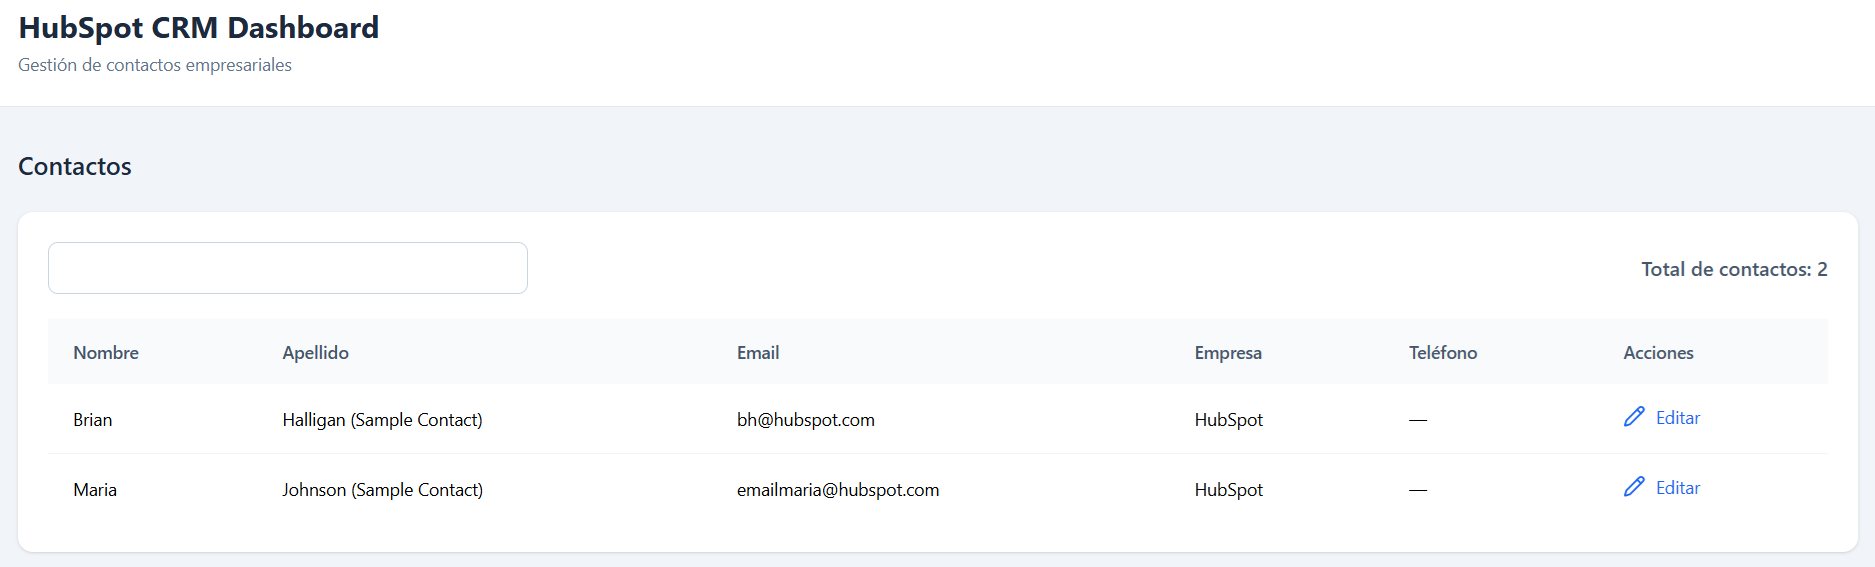 HubSpot CRM Dashboard
Gestión de contactos empresariales
Contactos
Total de contactos: 2
Nombre Apellido Email Empresa Teléfono Acciones
Brian Halligan (Sample Contact) bh@hubspot.com HubSpot — Editar
Maria Johnson (Sample Contact) emailmaria@hubspot.com HubSpot — Editar